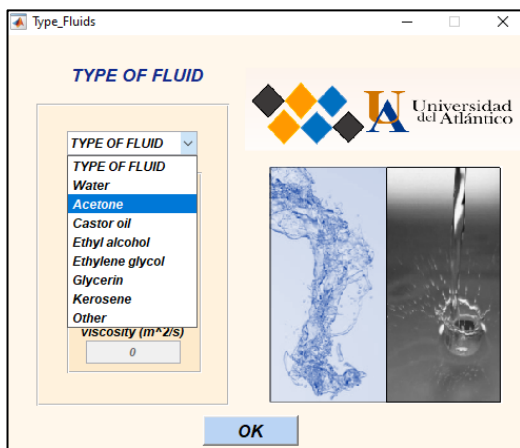 Type_Fluids
TYPE OF FLUID
Universidad
del Atlántico
TYPE OF FLUID
TYPE OF FLUID
Water
Acetone
Castor oil
Ethyl alcohol
Ethylene glycol
Glycerin
Kerosene
Other
viscosity (m^2/s)
0
OK